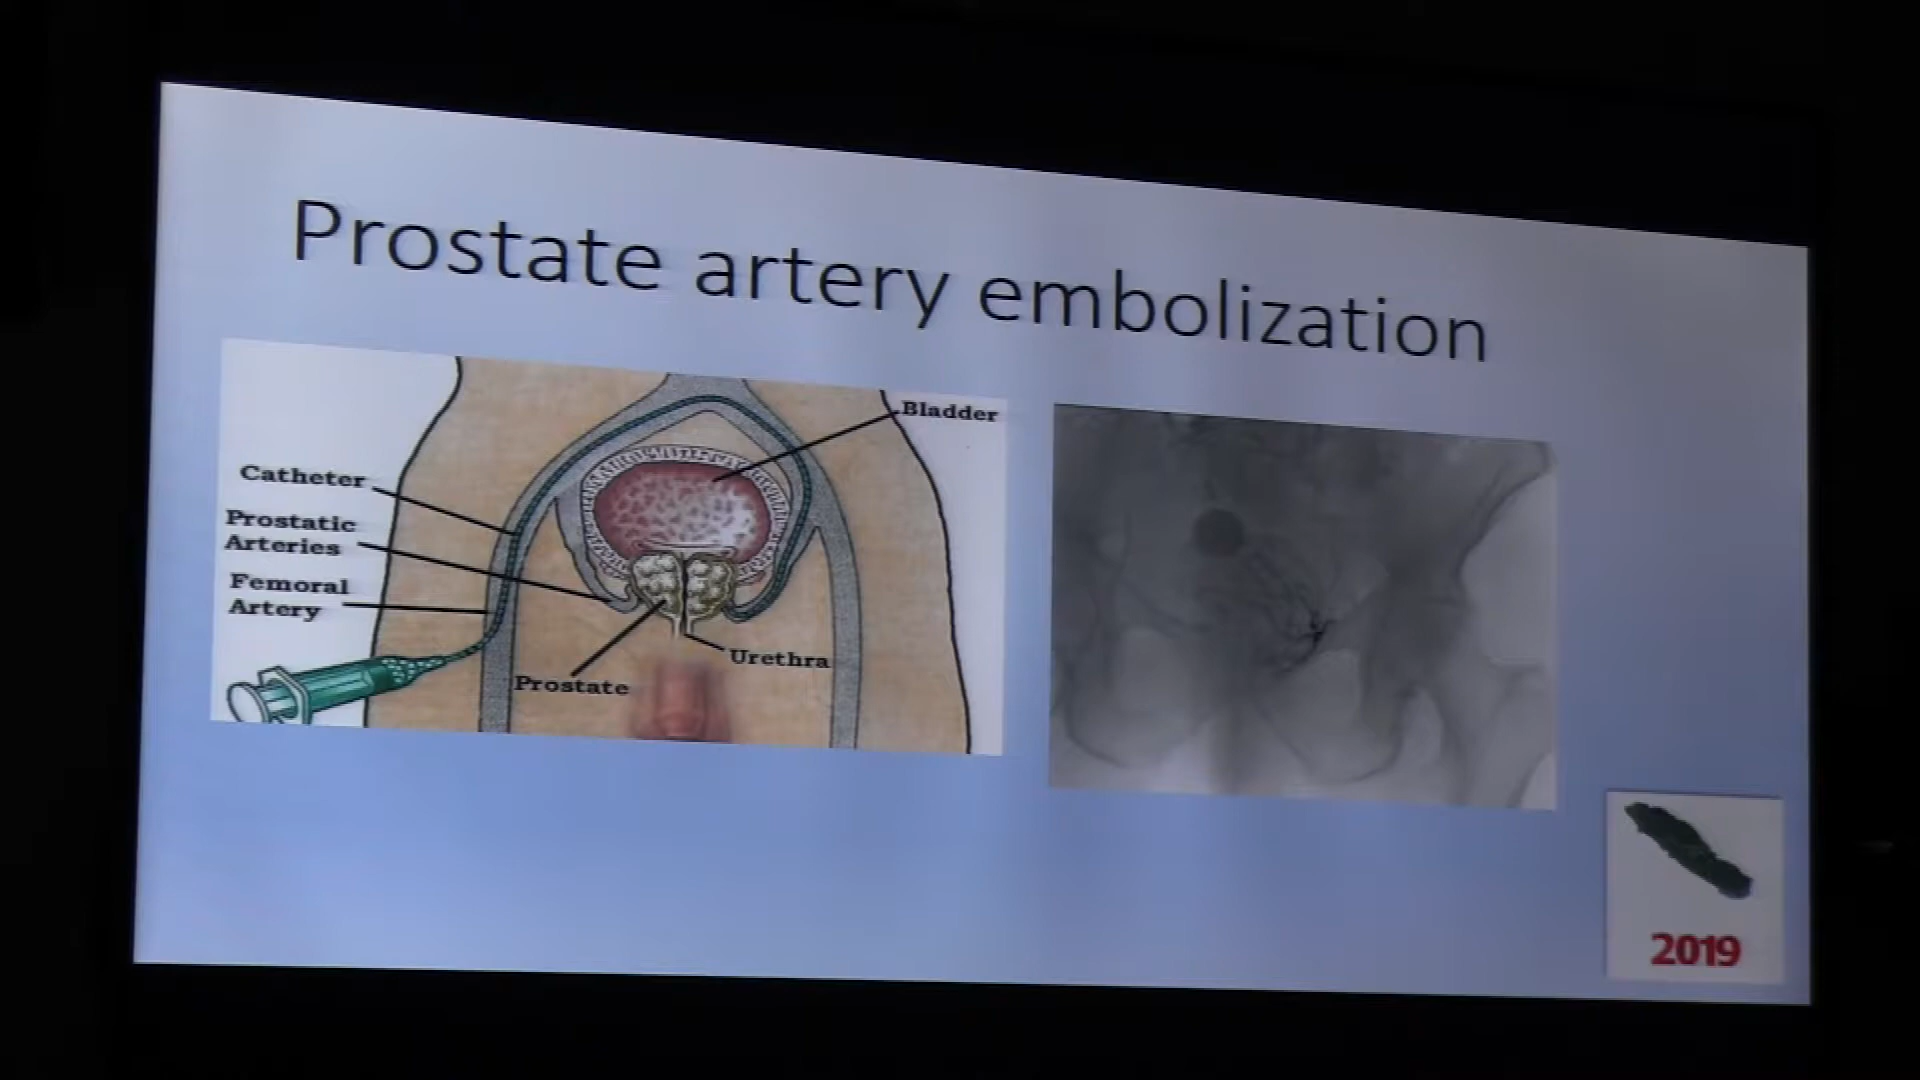 Prostate artery embolization
Bladder
Catheter
Prostatic
Arteries
Femoral
Artery
Urethra
Prostate
2019